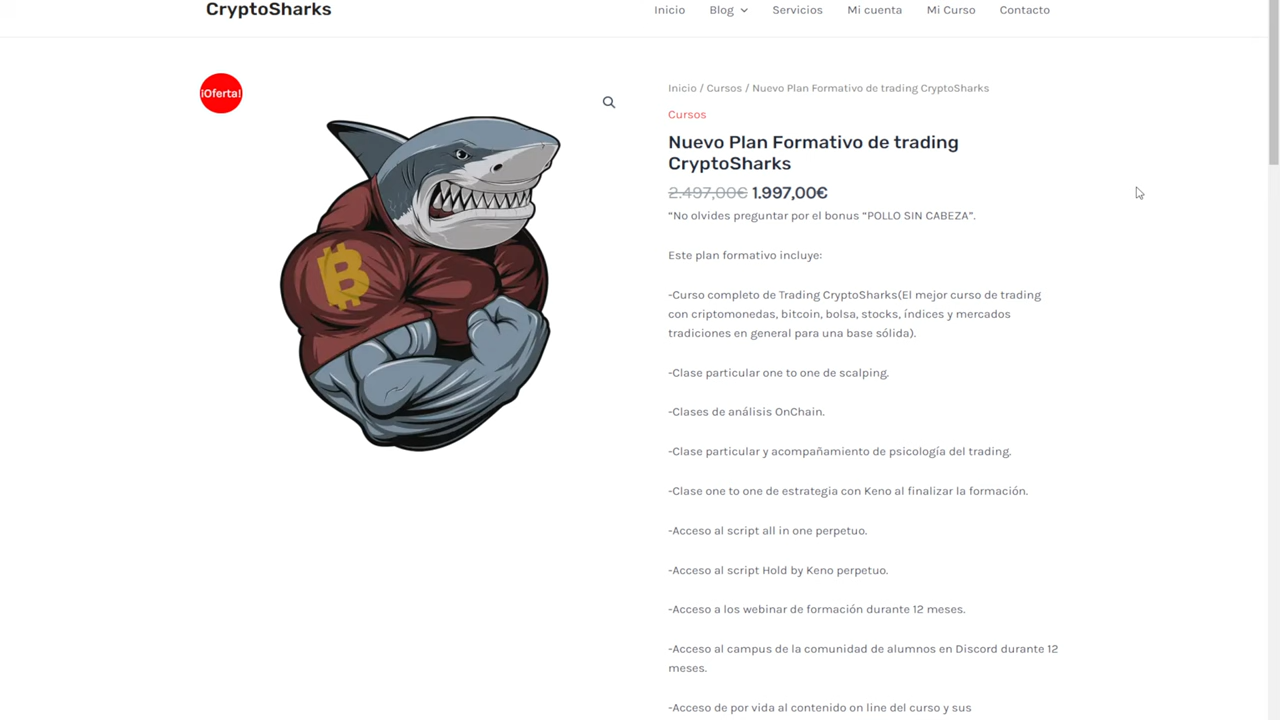 CryptoSharks
Inicio
Blog
Servicios
Mi cuenta
Mi Curso
Contacto
¡Oferta!
Inicio / Cursos / Nuevo Plan Formativo de trading CryptoSharks
Cursos
Nuevo Plan Formativo de trading
CryptoSharks
2.497,00€ 1.997,00€
“No olvides preguntar por el bonus “POLLO SIN CABEZA”.
Este plan formativo incluye:
-Curso completo de Trading CryptoSharks(El mejor curso de trading
con criptomonedas, bitcoin, bolsa, stocks, índices y mercados
tradiciones en general para una base sólida).
-Clase particular one to one de scalping.
-Clases de análisis OnChain.
-Clase particular y acompañamiento de psicología del trading.
-Clase one to one de estrategia con Keno al finalizar la formación.
-Acceso al script all in one perpetuo.
-Acceso al script Hold by Keno perpetuo.
-Acceso a los webinar de formación durante 12 meses.
-Acceso al campus de la comunidad de alumnos en Discord durante 12
meses.
-Acceso de por vida al contenido on line del curso y sus